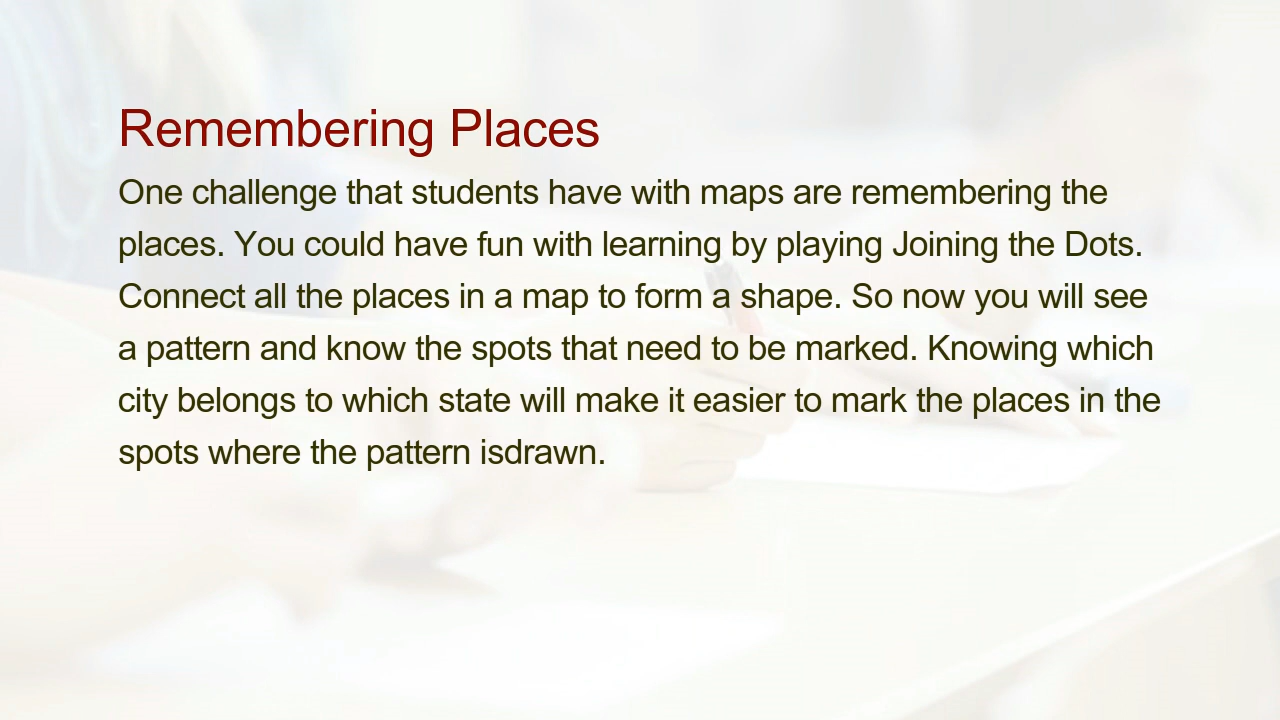 Remembering Places
One challenge that students have with maps are remembering the
places. You could have fun with learning by playing Joining the Dots.
Connect all the places in a map to form a shape. So now you will see
a pattern and know the spots that need to be marked. Knowing which
city belongs to which state will make it easier to mark the places in the
spots where the pattern isdrawn.